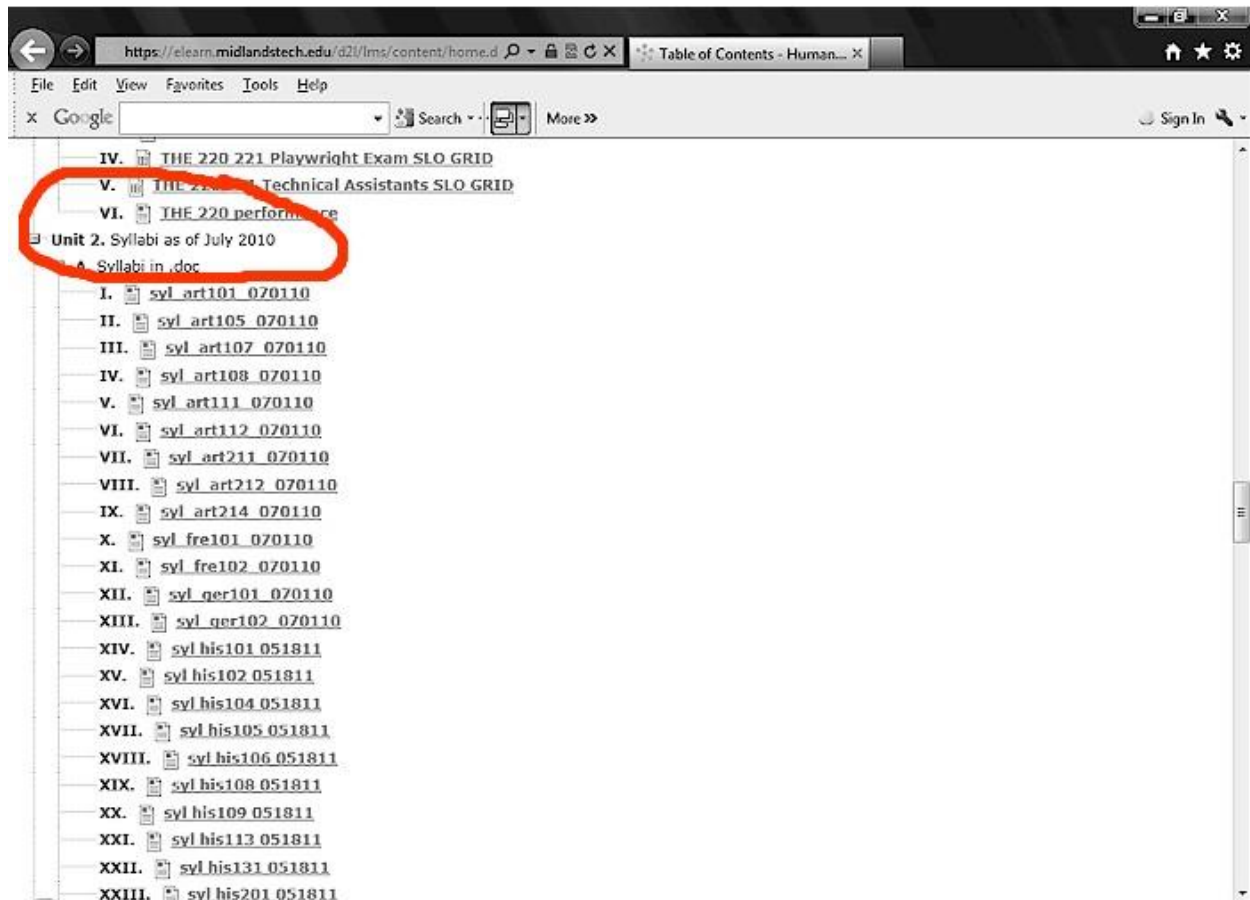 https://elearn.midlandstech.edu/d2l/lms/content/home.d
Table of Contents - Human... X
File Edit View Favorites Tools Help
x Google Search More >>
Sign In
IV. THE 220 221 Playwright Exam SLO GRID
V. THE Technical Assistants SLO GRID
VI. THE 220
Unit 2. Syllabi as of July 2010
A. Syllabi in .doc
I. syl_art101_070110
II. syl_art105_070110
III. syl_art107_070110
IV. syl_art108_070110
V. syl_art111_070110
VI. syl_art112_070110
VII. syl_art211_070110
VIII. syl_art212_070110
IX. syl_art214_070110
X. syl_fre101_070110
XI. syl_fre102_070110
XII. syl_ger101_070110
XIII. syl_ger102_070110
XIV. syl his101 051811
XV. syl his102 051811
XVI. syl his104 051811
XVII. syl his105 051811
XVIII. syl his106 051811
XIX. syl his108 051811
XX. syl his109 051811
XXI. syl his113 051811
XXII. syl his131 051811
XXIII. syl his201 051811